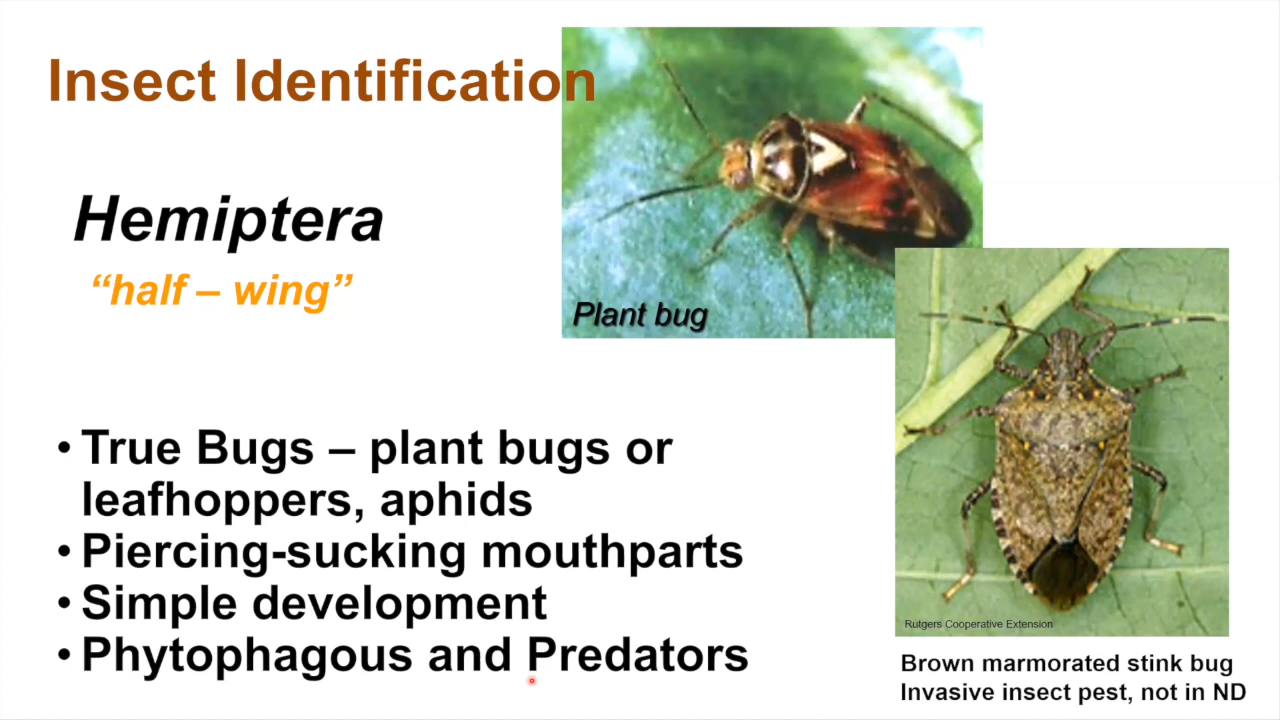 Insect Identification
Hemiptera
“half – wing”
Plant bug
• True Bugs – plant bugs or
leafhoppers, aphids
• Piercing-sucking mouthparts
• Simple development
• Phytophagous and Predators
Rutgers Cooperative Extension
Brown marmorated stink bug
Invasive insect pest, not in ND